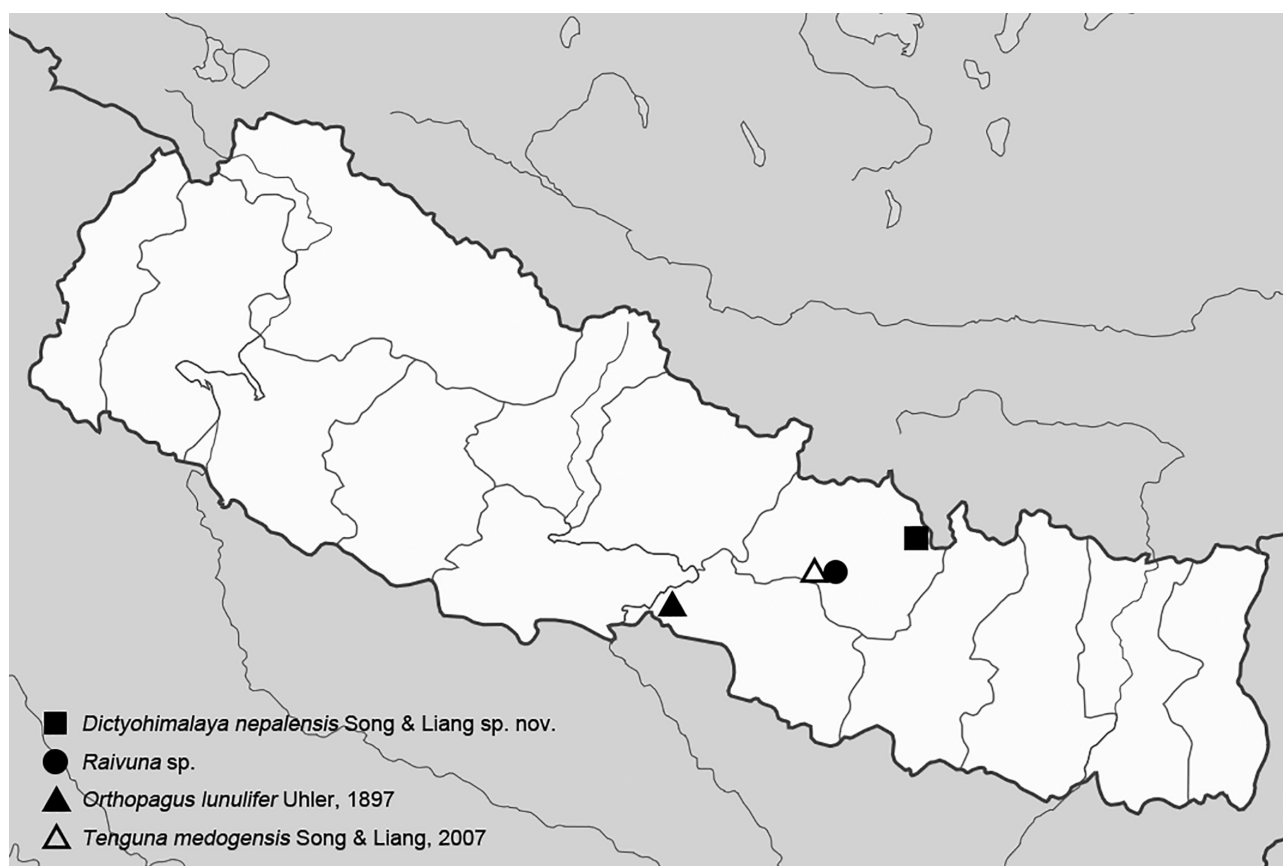 Dictyohimalaya nepalensis Song & Liang sp. nov.
Raivuna sp.
Orthopagus lunulifer Uhler, 1897
Tenguna medogensis Song & Liang, 2007